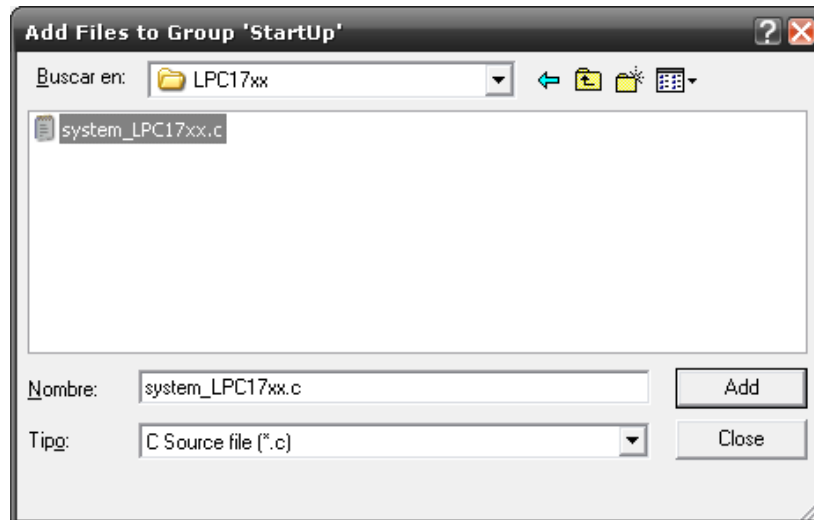 Add Files to Group 'StartUp'
Buscar en: LPC17xx
system_LPC17xx.c
Nombre: system_LPC17xx.c Add
Tipo: C Source file (*.c) Close